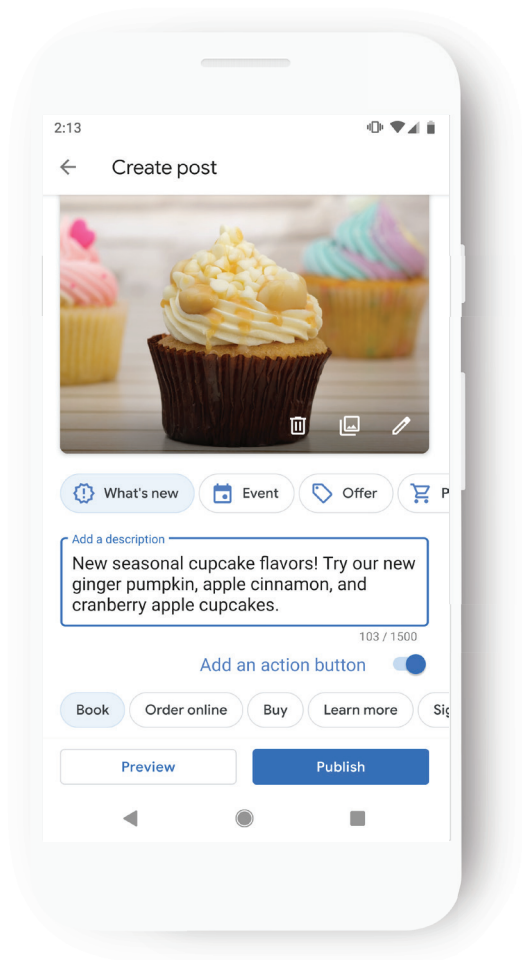 2:13
Create post
What's new
Event
Offer
P
Add a description
New seasonal cupcake flavors! Try our new
ginger pumpkin, apple cinnamon, and
cranberry apple cupcakes.
103 / 1500
Add an action button
Book
Order online
Buy
Learn more
Sig
Preview
Publish